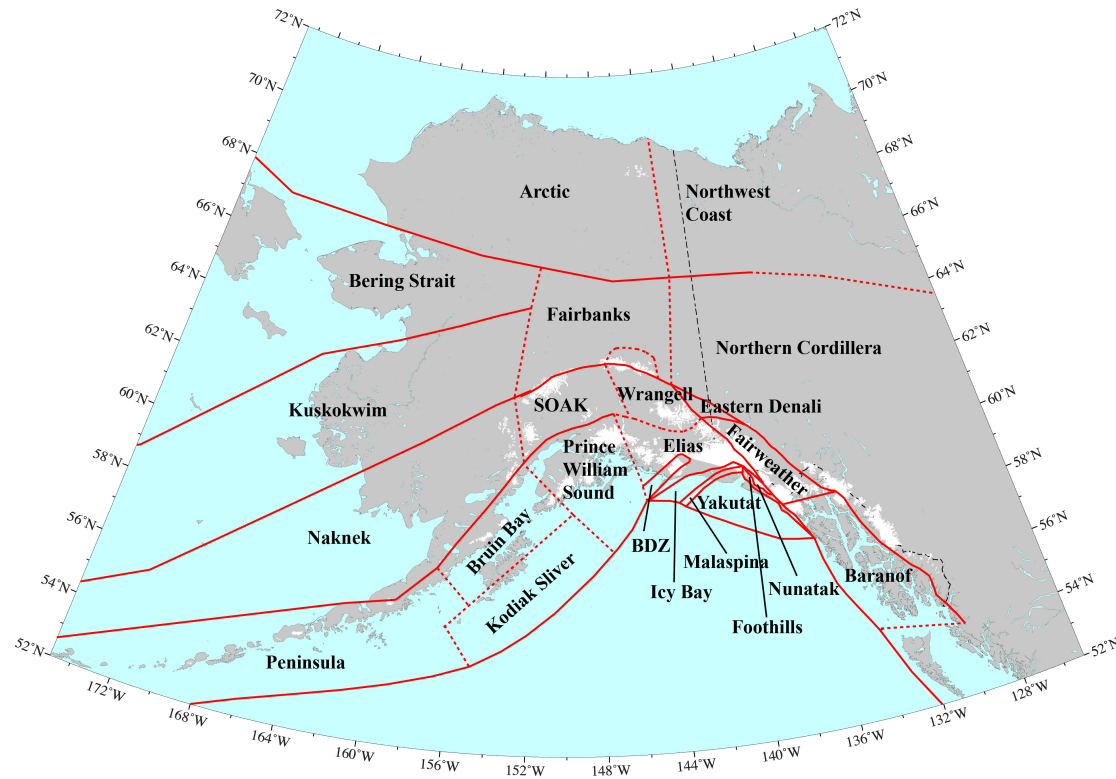 72˚N
72˚N
70˚N
70˚N
68˚N
68˚N
66˚N
66˚N
64˚N
64˚N
62˚N
62˚N
60˚N
60˚N
58˚N
58˚N
56˚N
56˚N
54˚N
54˚N
52˚N
52˚N
Arctic
Northwest
Coast
Bering Strait
Fairbanks
Northern Cordillera
Wrangell
Kuskokwim
SOAK
Eastern Denali
Prince
William
Sound
Elias
Fairweather
Yakutat
Naknek
Bruin Bay
BDZ
Malaspina
Icy Bay
Nunatak
Baranof
Kodiak Sliver
Foothills
Peninsula
172˚W
168˚W
164˚W
160˚W
156˚W
152˚W
148˚W
144˚W
140˚W
136˚W
132˚W
128˚W